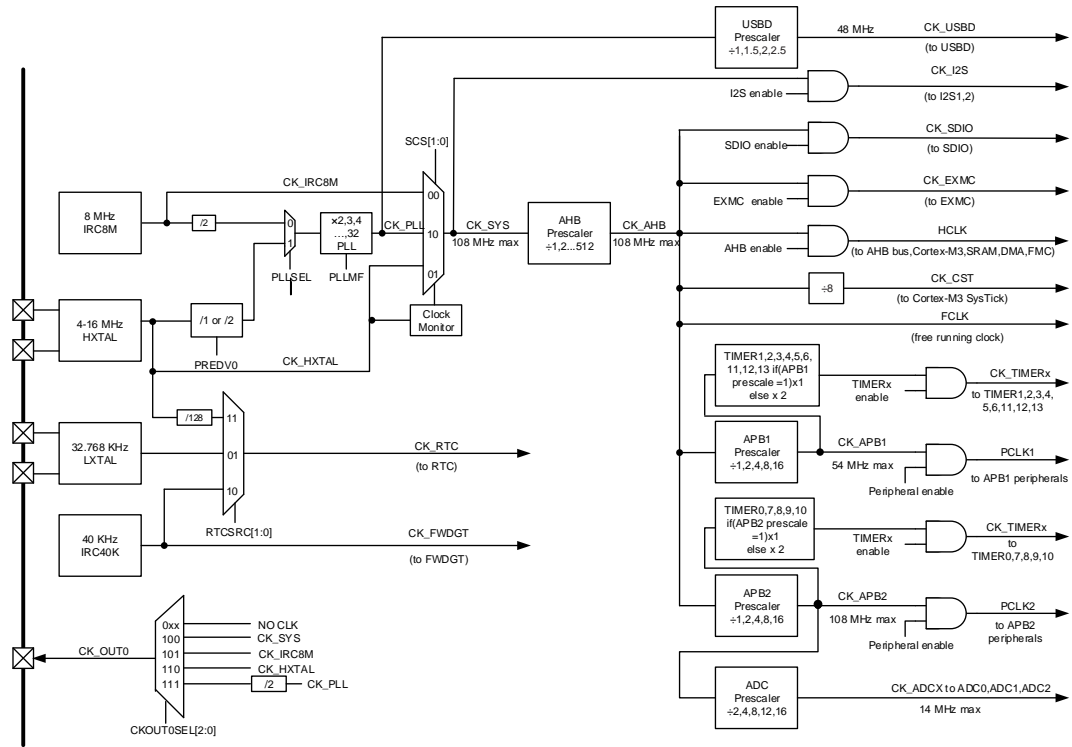 USBD
Prescaler
÷1,1.5,2,2.5
48 MHz
CK_USBD
(to USBD)
I2S enable
CK_I2S
(to I2S1,2)
SCS[1:0]
SDIO enable
CK_SDIO
(to SDIO)
EXMC enable
CK_EXMC
(to EXMC)
8 MHz
IRC8M
CK_IRC8M
/2
0
1
PLLSEL
×2,3,4
…,32
PLL
PLLMF
CK_PLL
00
10
01
CK_SYS
108 MHz max
AHB
Prescaler
÷1,2...512
CK_AHB
108 MHz max
AHB enable
HCLK
(to AHB bus,Cortex-M3,SRAM,DMA,FMC)
÷8
CK_CST
(to Cortex-M3 SysTick)
FCLK
(free running clock)
Clock
Monitor
4-16 MHz
HXTAL
/1 or /2
PREDV0
CK_HXTAL
TIMER1,2,3,4,5,6,
11,12,13 if(APB1
prescale =1)x1
else x 2
TIMERx
enable
CK_TIMERx
to TIMER1,2,3,4,
5,6,11,12,13
/128
11
01
10
RTCSRC[1:0]
32.768 KHz
LXTAL
CK_RTC
(to RTC)
APB1
Prescaler
÷1,2,4,8,16
CK_APB1
54 MHz max
Peripheral enable
PCLK1
to APB1 peripherals
40 KHz
IRC40K
CK_FWDGT
(to FWDGT)
TIMER0,7,8,9,10
if(APB2 prescale
=1)x1
else x 2
TIMERx
enable
CK_TIMERx
to
TIMER0,7,8,9,10
APB2
Prescaler
÷1,2,4,8,16
CK_APB2
108 MHz max
Peripheral enable
PCLK2
to APB2
peripherals
CK_OUT0
0xx
100
101
110
111
NO CLK
CK_SYS
CK_IRC8M
CK_HXTAL
/2
CK_PLL
CKOUT0SEL[2:0]
ADC
Prescaler
÷2,4,8,12,16
CK_ADCX to ADC0,ADC1,ADC2
14 MHz max